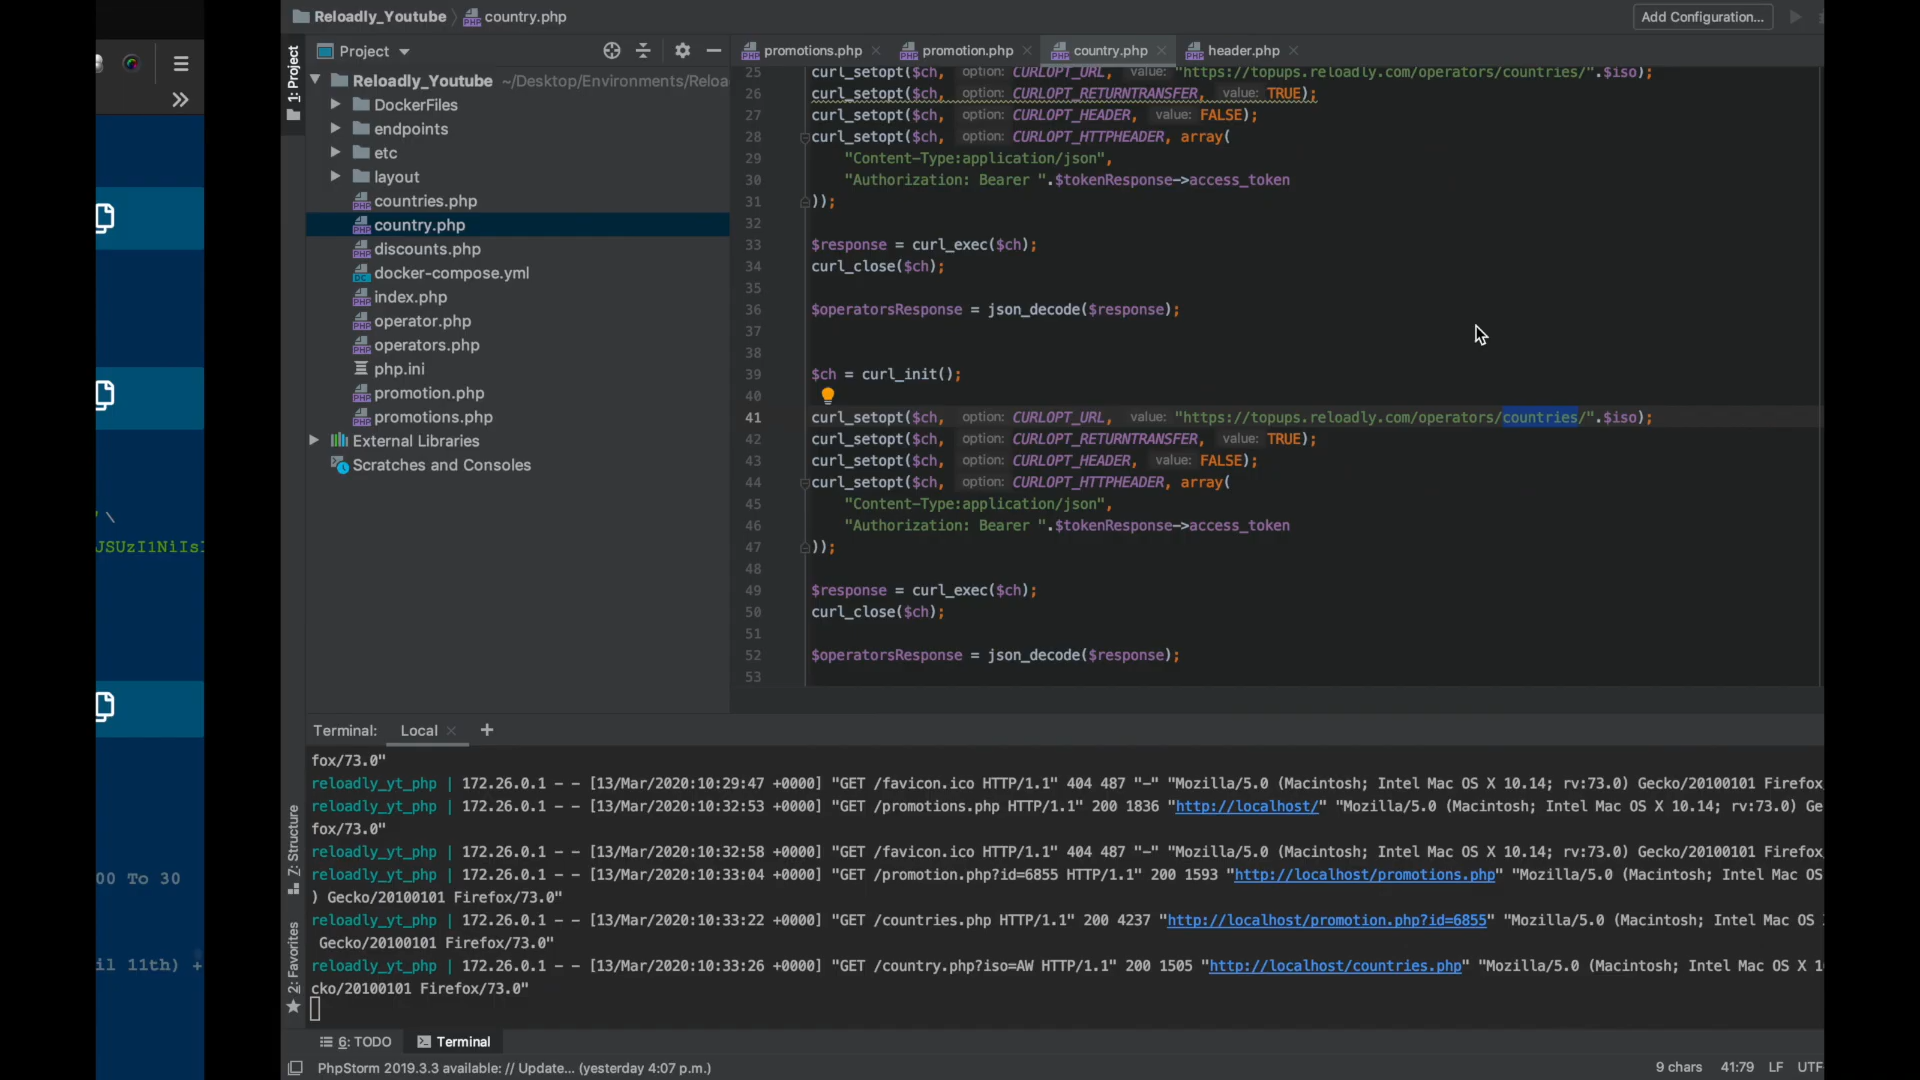 Reloadly_Youtube country.php
Add Configuration...
1: Project
Project
promotions.php promotion.php country.php header.php
Reloadly_Youtube ~/Desktop/Environments/Reloa
DockerFiles
endpoints
etc
layout
countries.php
country.php
discounts.php
docker-compose.yml
index.php
operator.php
operators.php
php.ini
promotion.php
promotions.php
External Libraries
Scratches and Consoles
25 curl_setopt($ch, option: CURLOPT_URL, value: "https://topups.reloadly.com/operators/countries/".$iso);
26 curl_setopt($ch, option: CURLOPT_RETURNTRANSFER, value: TRUE);
27 curl_setopt($ch, option: CURLOPT_HEADER, value: FALSE);
28 curl_setopt($ch, option: CURLOPT_HTTPHEADER, array(
29 "Content-Type:application/json",
30 "Authorization: Bearer ".$tokenResponse->access_token
31 ));
32
33 $response = curl_exec($ch);
34 curl_close($ch);
35
36 $operatorsResponse = json_decode($response);
37
38
39 $ch = curl_init();
40
41 curl_setopt($ch, option: CURLOPT_URL, value: "https://topups.reloadly.com/operators/countries/".$iso);
42 curl_setopt($ch, option: CURLOPT_RETURNTRANSFER, value: TRUE);
43 curl_setopt($ch, option: CURLOPT_HEADER, value: FALSE);
44 curl_setopt($ch, option: CURLOPT_HTTPHEADER, array(
45 "Content-Type:application/json",
46 "Authorization: Bearer ".$tokenResponse->access_token
47 ));
48
49 $response = curl_exec($ch);
50 curl_close($ch);
51
52 $operatorsResponse = json_decode($response);
53
' \
JSUzI1NiIs
00 To 30
il 11th) +
Terminal: Local +
fox/73.0"
reloadly_yt_php | 172.26.0.1 - - [13/Mar/2020:10:29:47 +0000] "GET /favicon.ico HTTP/1.1" 404 487 "-" "Mozilla/5.0 (Macintosh; Intel Mac OS X 10.14; rv:73.0) Gecko/20100101 Firefox
reloadly_yt_php | 172.26.0.1 - - [13/Mar/2020:10:32:53 +0000] "GET /promotions.php HTTP/1.1" 200 1836 "http://localhost/" "Mozilla/5.0 (Macintosh; Intel Mac OS X 10.14; rv:73.0) Ge
fox/73.0"
reloadly_yt_php | 172.26.0.1 - - [13/Mar/2020:10:32:58 +0000] "GET /favicon.ico HTTP/1.1" 404 487 "-" "Mozilla/5.0 (Macintosh; Intel Mac OS X 10.14; rv:73.0) Gecko/20100101 Firefox
reloadly_yt_php | 172.26.0.1 - - [13/Mar/2020:10:33:04 +0000] "GET /promotion.php?id=6855 HTTP/1.1" 200 1593 "http://localhost/promotions.php" "Mozilla/5.0 (Macintosh; Intel Mac OS
) Gecko/20100101 Firefox/73.0"
reloadly_yt_php | 172.26.0.1 - - [13/Mar/2020:10:33:22 +0000] "GET /countries.php HTTP/1.1" 200 4237 "http://localhost/promotion.php?id=6855" "Mozilla/5.0 (Macintosh; Intel Mac OS
Gecko/20100101 Firefox/73.0"
reloadly_yt_php | 172.26.0.1 - - [13/Mar/2020:10:33:26 +0000] "GET /country.php?iso=AW HTTP/1.1" 200 1505 "http://localhost/countries.php" "Mozilla/5.0 (Macintosh; Intel Mac OS X 1
cko/20100101 Firefox/73.0"
Z: Structure
2: Favorites
6: TODO Terminal
PhpStorm 2019.3.3 available: // Update... (yesterday 4:07 p.m.)
9 chars 41:79 LF UTF